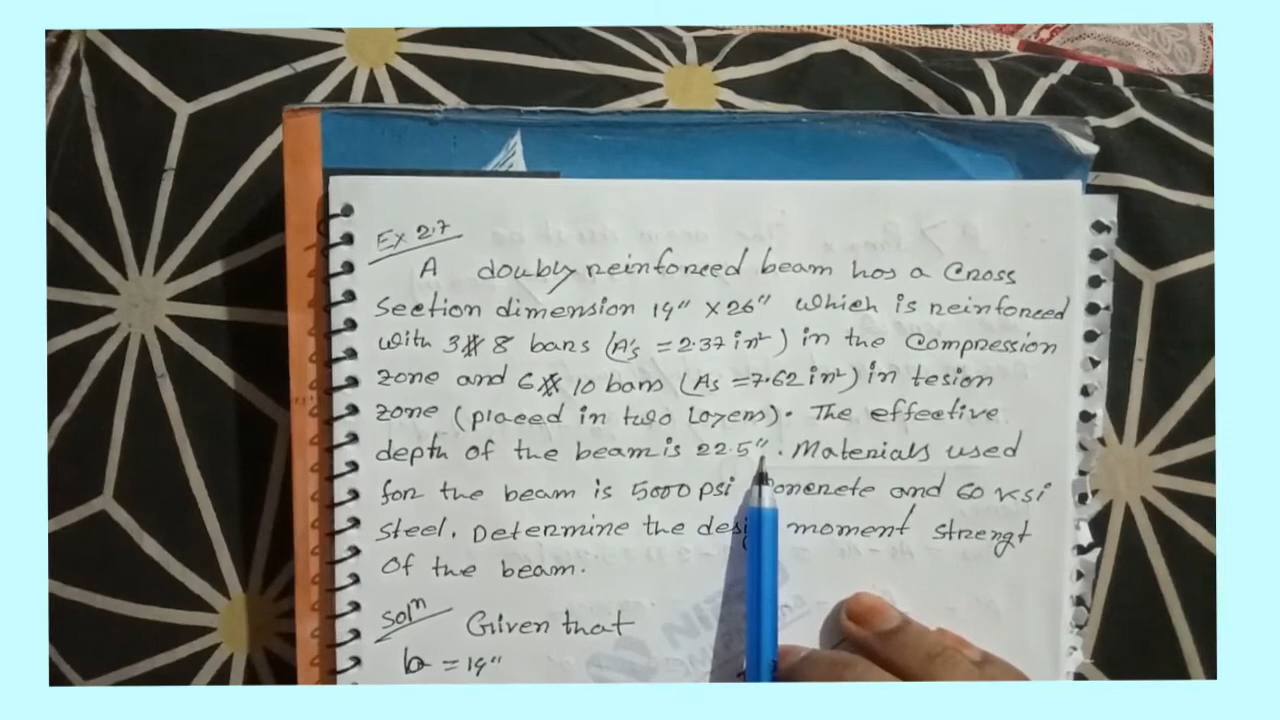 Ex 2.7
A doubly reinforced beam has a Cross
Section dimension 14" X 26" which is reinforced
with 3# 8 bars (A's = 2.37 in²) in the Compression
zone and 6# 10 bars (As = 7.62 in²) in tesion
zone (placed in two layers). The effective
depth of the beam is 22.5". Materials used
for the beam is 5000 psi concrete and 60 ksi
steel. Determine the moment strengt
Of the beam.
Solⁿ Given that
b = 14"